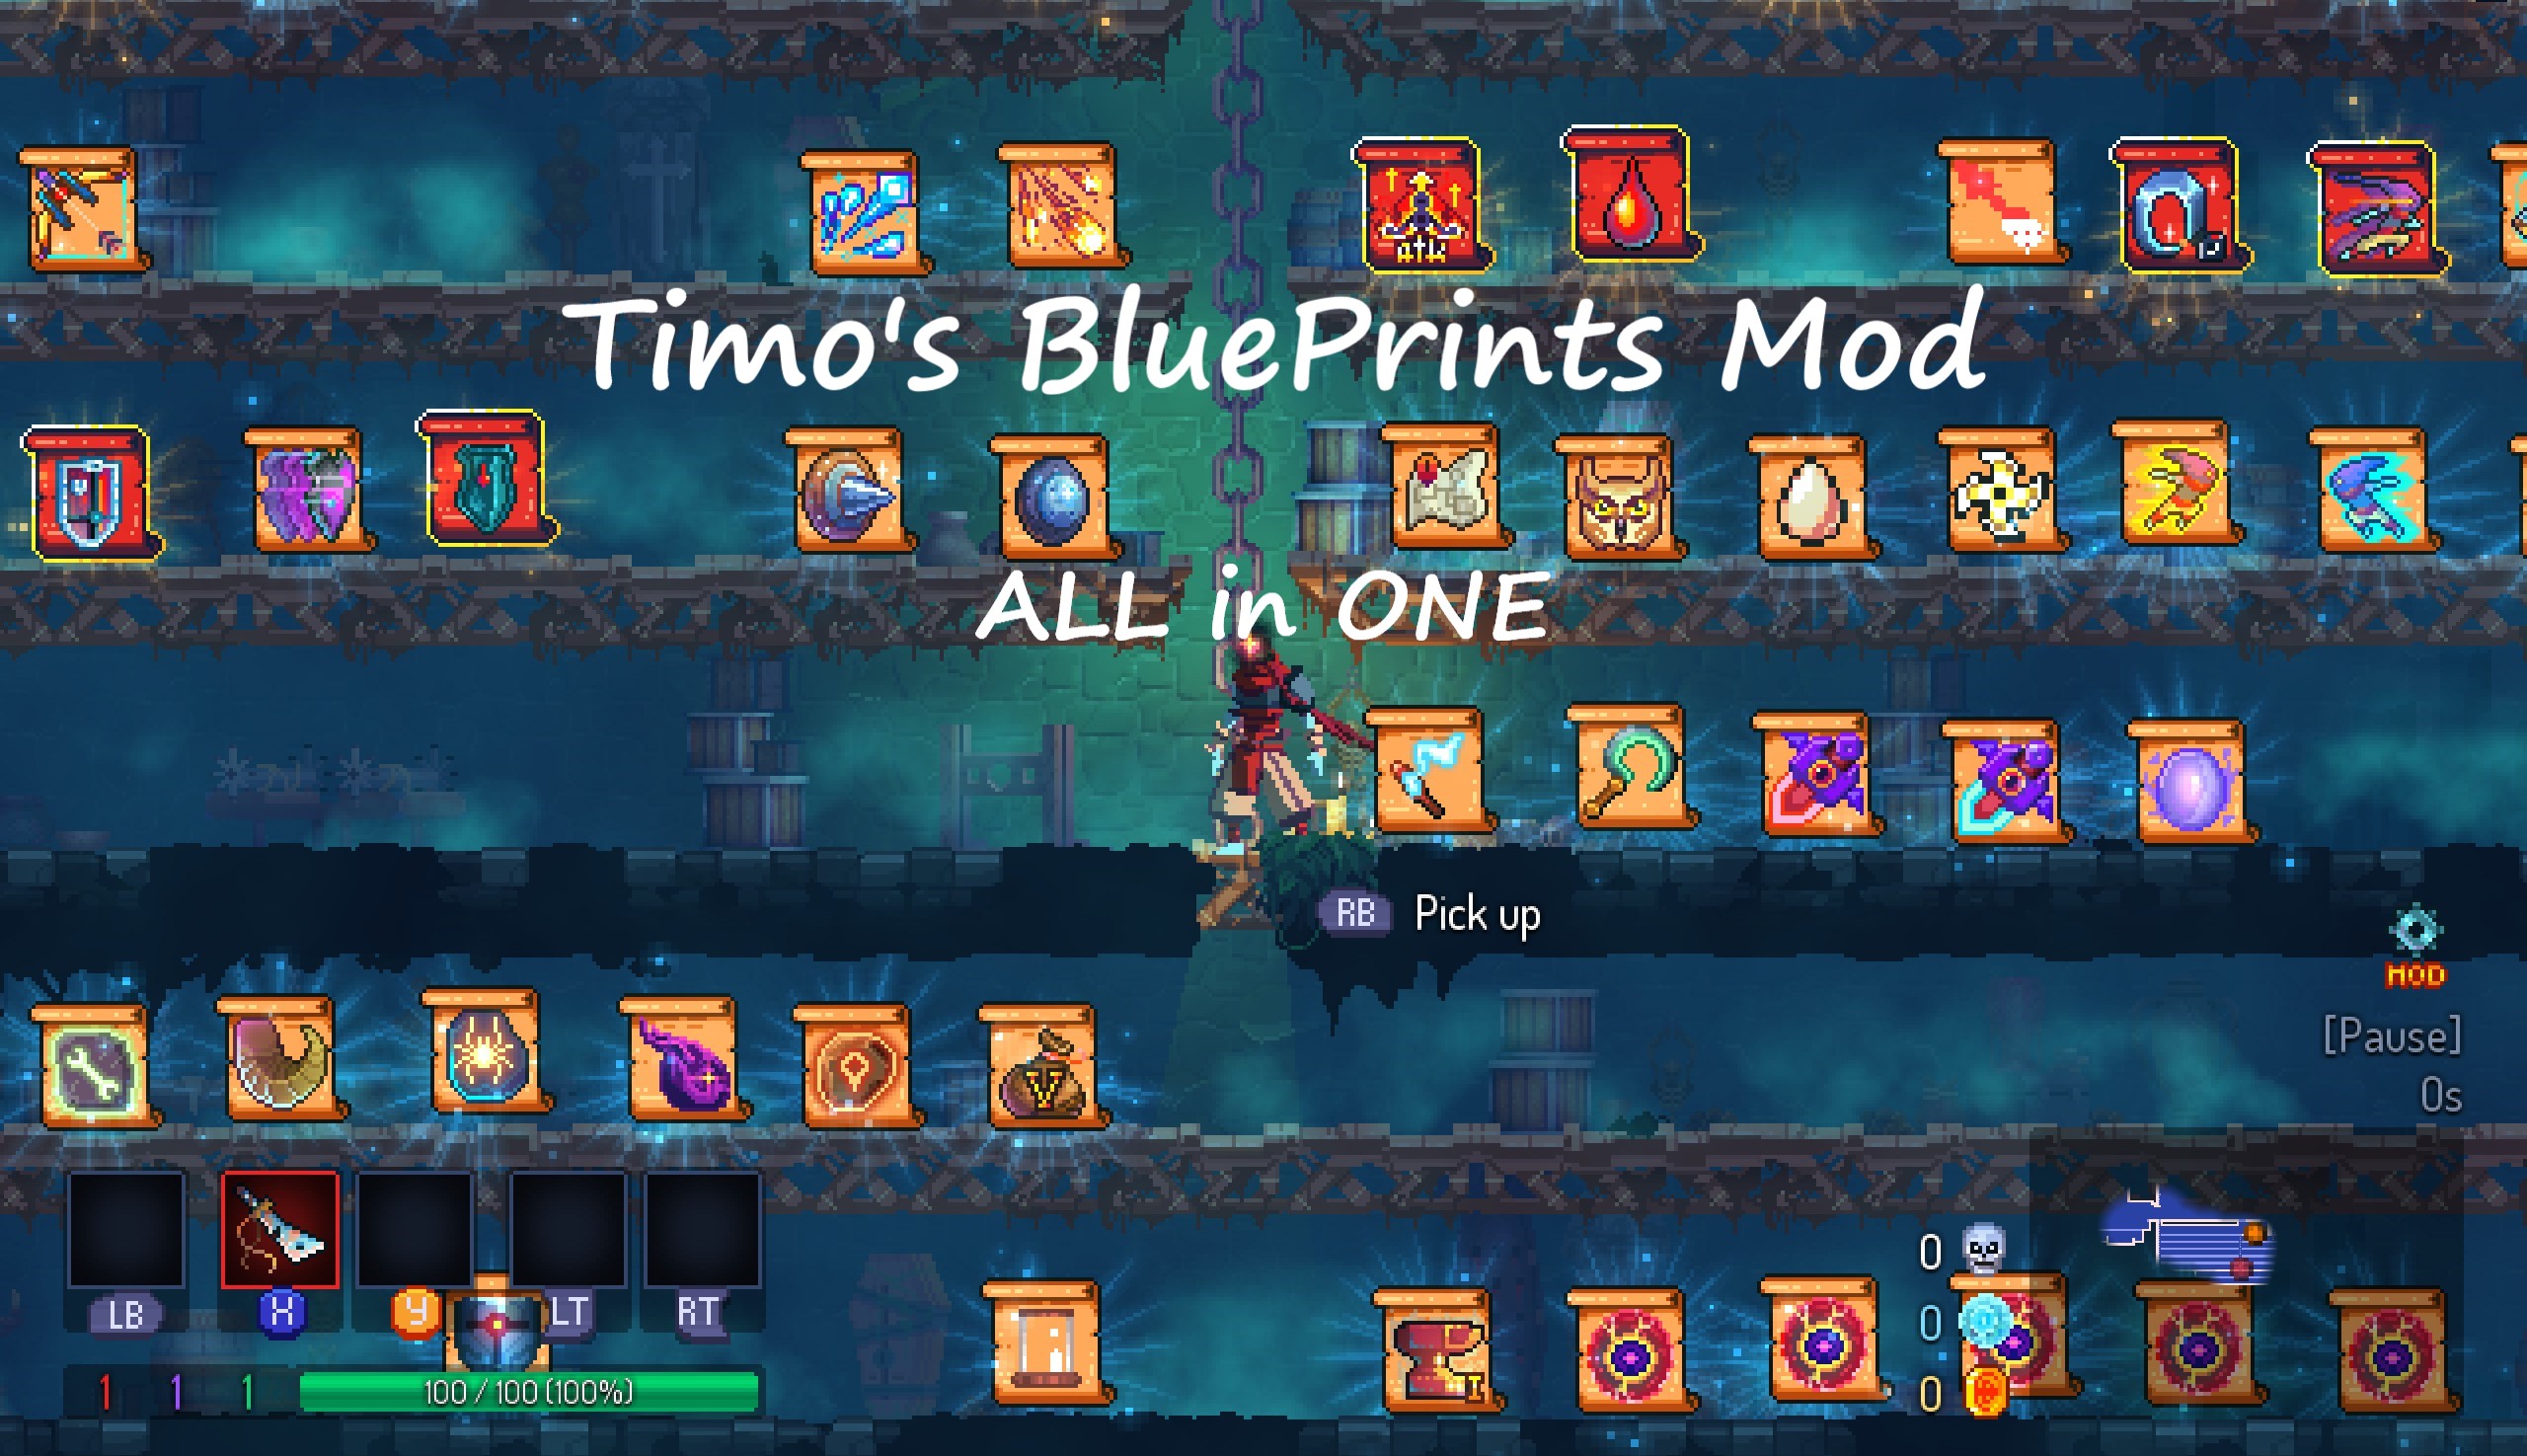 Timo's BluePrints Mod
ALL in ONE
RB Pick up
MOD
[Pause]
0s
LB X Y LT RT
0
0
0
1 1 1 100 / 100 (100%)